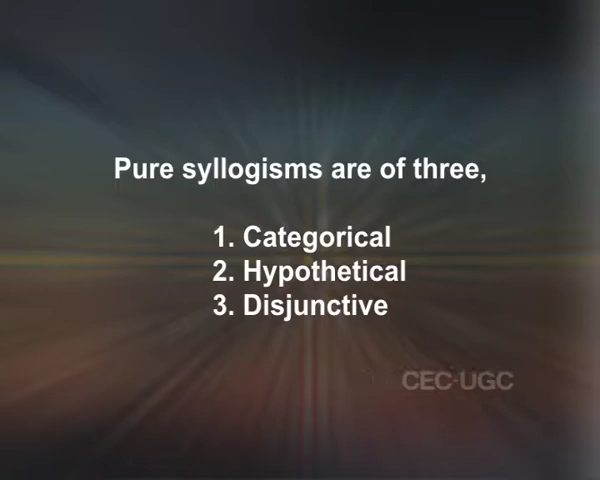 Pure syllogisms are of three,
1. Categorical
2. Hypothetical
3. Disjunctive
CEC-UGC